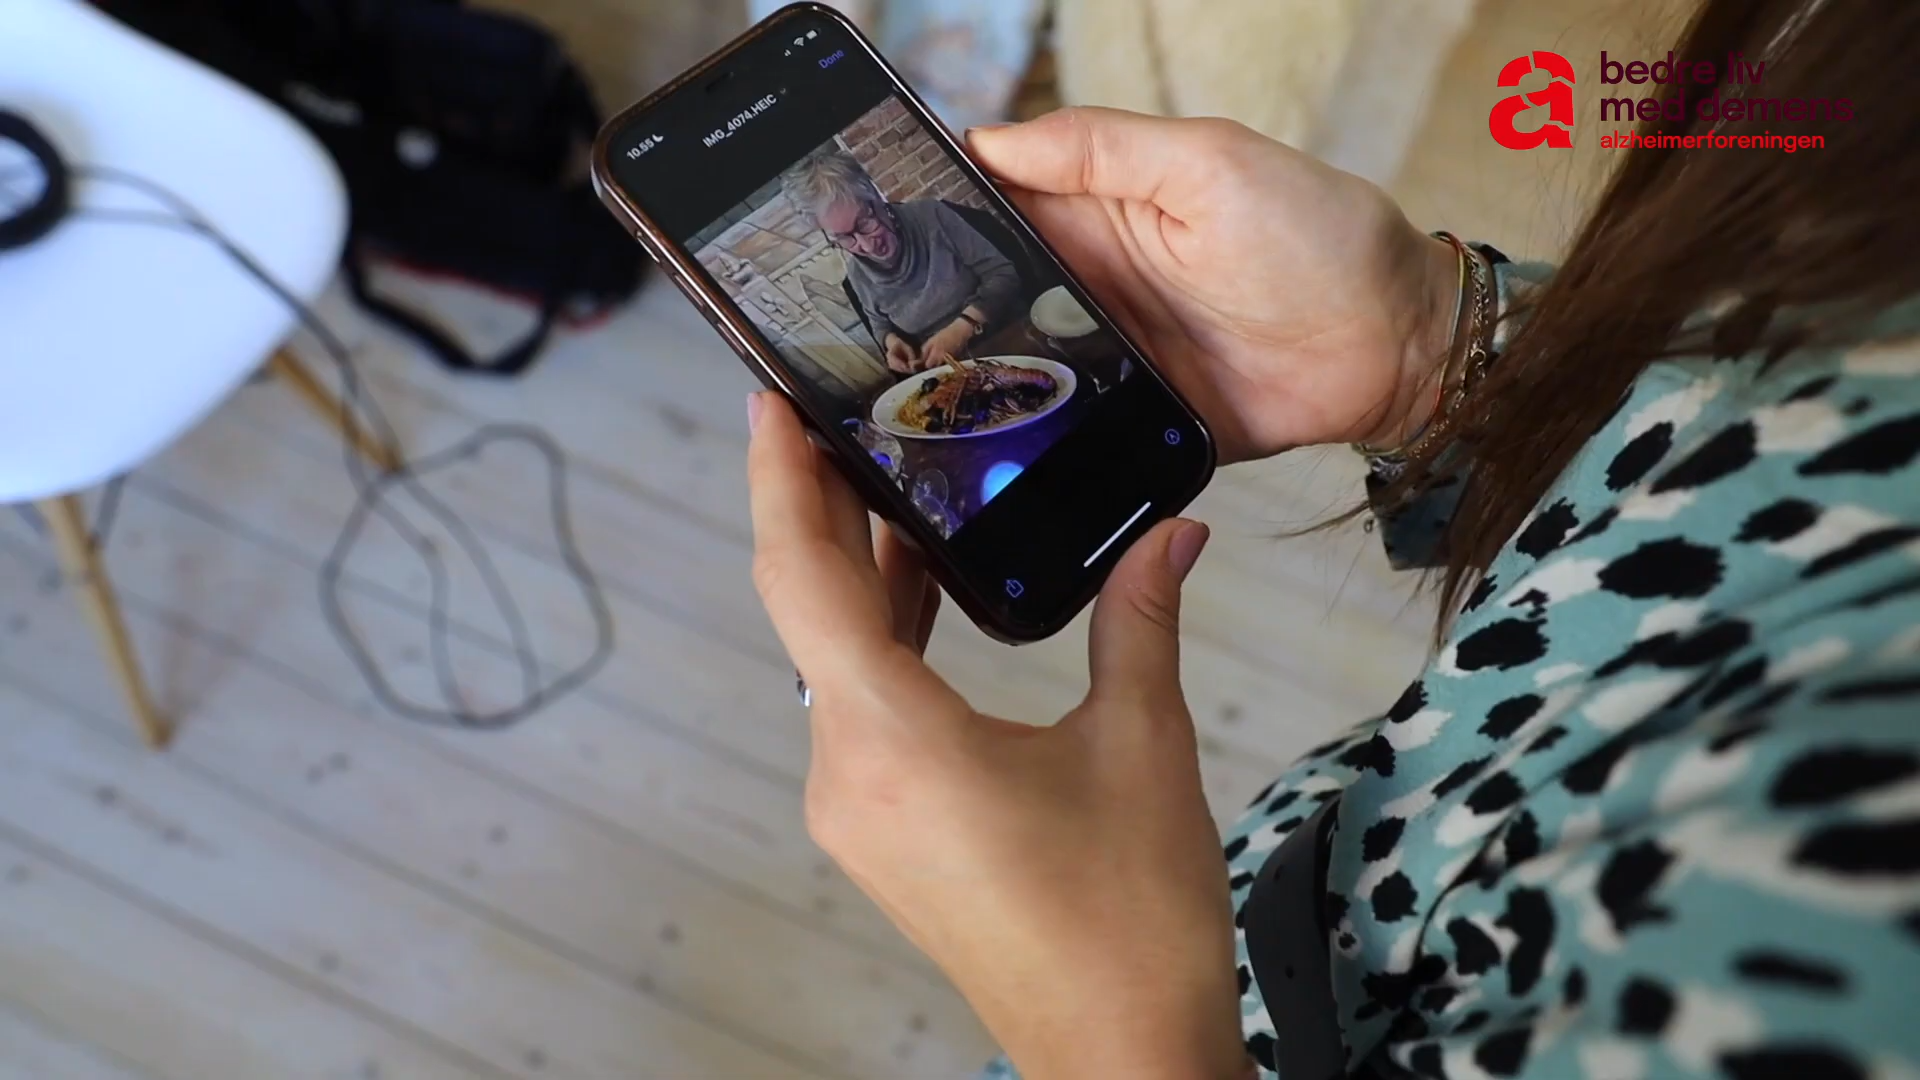 10.55
Done
IMG_4074.HEIC
bedre liv
med demens
alzheimerforeningen